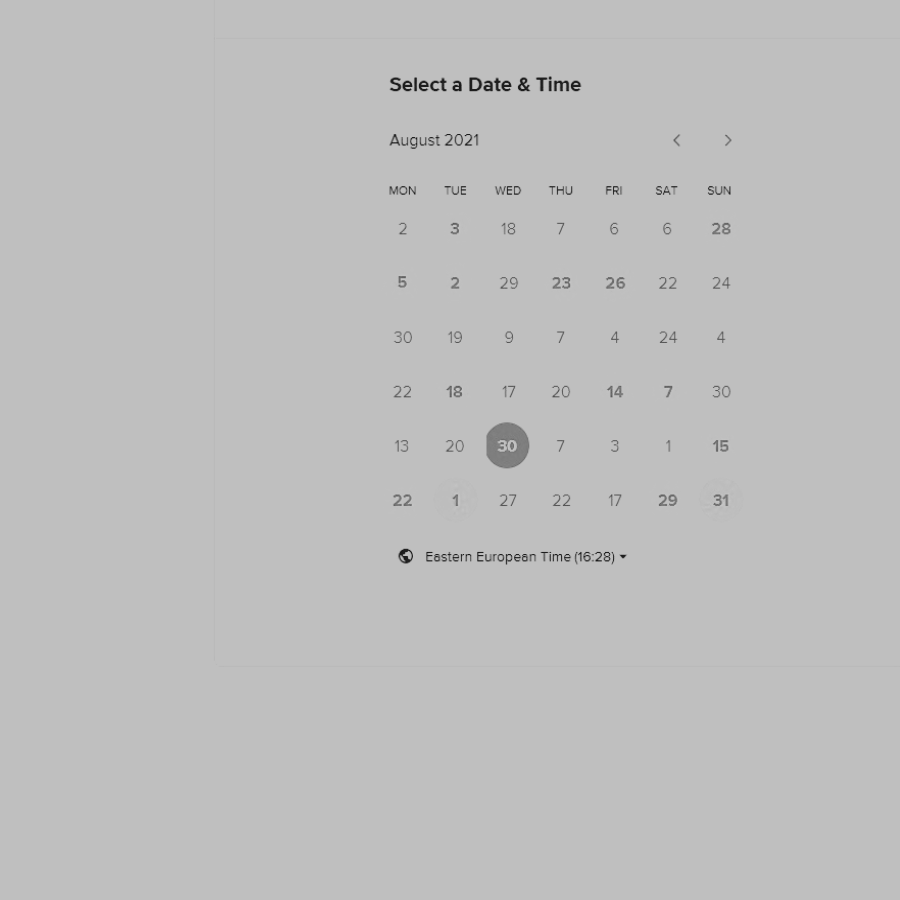 Select a Date & Time
August 2021
MON TUE WED THU FRI SAT SUN
2 3 18 7 6 6 28
5 2 29 23 26 22 24
30 19 9 7 4 24 4
22 18 17 20 14 7 30
13 20 30 7 3 1 15
22 1 27 22 17 29 31
Eastern European Time (16:28)